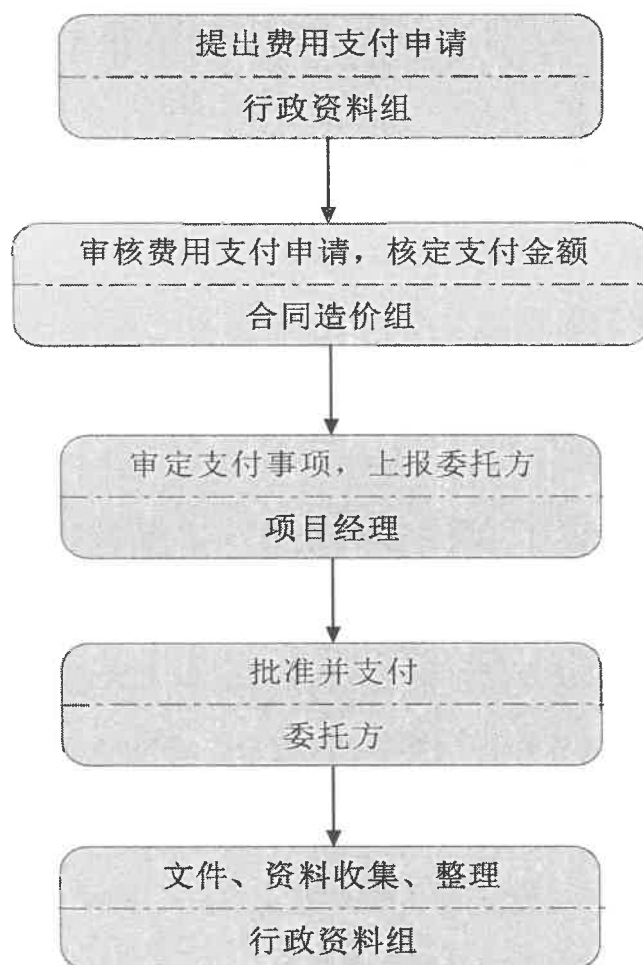 提出费用支付申请
行政资料组
审核费用支付申请，核定支付金额
合同造价组
审定支付事项，上报委托方
项目经理
批准并支付
委托方
文件、资料收集、整理
行政资料组